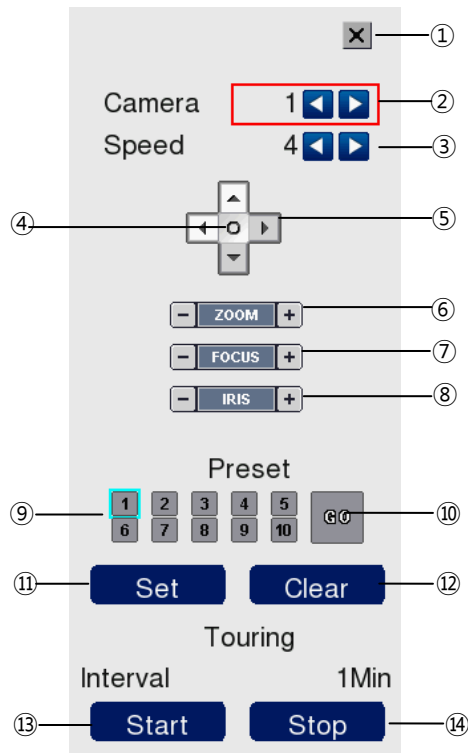 ①
Camera 1 ②
Speed 4 ③
④ ⑤
- ZOOM + ⑥
- FOCUS + ⑦
- IRIS + ⑧
Preset
⑨ 1 2 3 4 5 GO ⑩
6 7 8 9 10
⑪ Set Clear ⑫
Touring
Interval 1Min
⑬ Start Stop ⑭